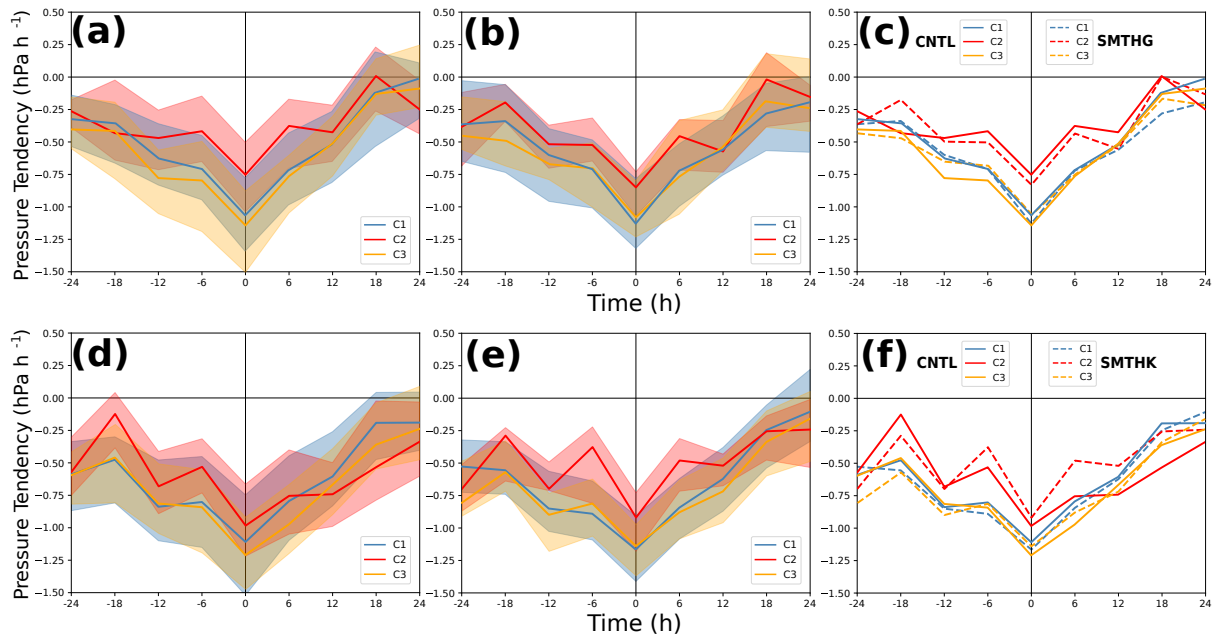 (a)
(b)
(c)
CNTL
C1
C2
C3
C1
C2
C3
SMTHG
Pressure Tendency (hPa h ⁻¹)
0.50
0.25
0.00
−0.25
−0.50
−0.75
−1.00
−1.25
−1.50
C1
C2
C3
-24 -18 -12 -6 0 6 12 18 24
0.50
0.25
0.00
−0.25
−0.50
−0.75
−1.00
−1.25
−1.50
C1
C2
C3
-24 -18 -12 -6 0 6 12 18 24
0.50
0.25
0.00
−0.25
−0.50
−0.75
−1.00
−1.25
−1.50
-24 -18 -12 -6 0 6 12 18 24
Time (h)
(d)
(e)
(f)
CNTL
C1
C2
C3
C1
C2
C3
SMTHK
Pressure Tendency (hPa h ⁻¹)
0.50
0.25
0.00
−0.25
−0.50
−0.75
−1.00
−1.25
−1.50
C1
C2
C3
-24 -18 -12 -6 0 6 12 18 24
0.50
0.25
0.00
−0.25
−0.50
−0.75
−1.00
−1.25
−1.50
C1
C2
C3
-24 -18 -12 -6 0 6 12 18 24
0.50
0.25
0.00
−0.25
−0.50
−0.75
−1.00
−1.25
−1.50
-24 -18 -12 -6 0 6 12 18 24
Time (h)